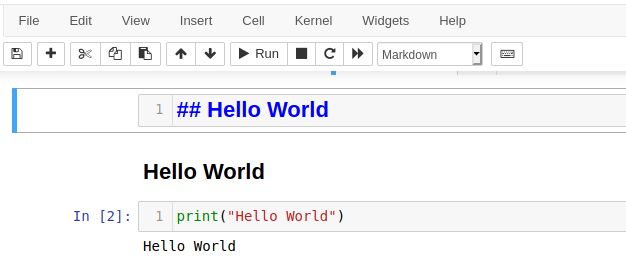 File Edit View Insert Cell Kernel Widgets Help
Run Markdown
1 ## Hello World
Hello World
In [2]: 1 print("Hello World")
Hello World